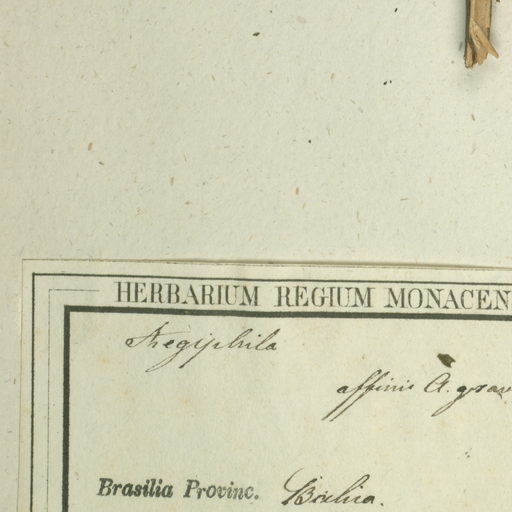 HERBARIUM REGIUM MONACEN
Aegiphila
affinis A. grav
Brasilia Provinc. Bahia.